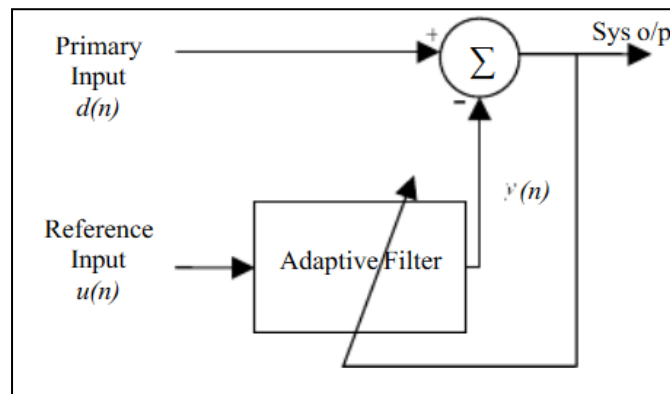 Primary
Input
d(n)
+
Σ
-
Sys o/p
y(n)
Reference
Input
u(n)
Adaptive Filter